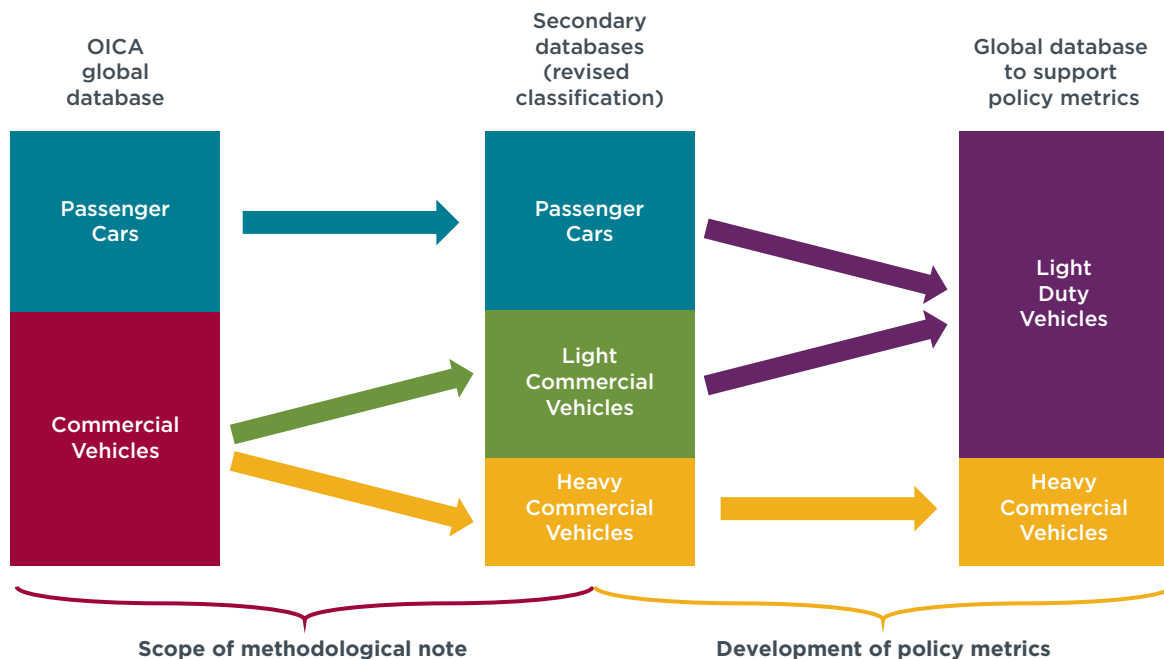 OICA
global
database
Secondary
databases
(revised
classification)
Global database
to support
policy metrics
Passenger
Cars
Commercial
Vehicles
Passenger
Cars
Light
Commercial
Vehicles
Heavy
Commercial
Vehicles
Light
Duty
Vehicles
Heavy
Commercial
Vehicles
Scope of methodological note
Development of policy metrics